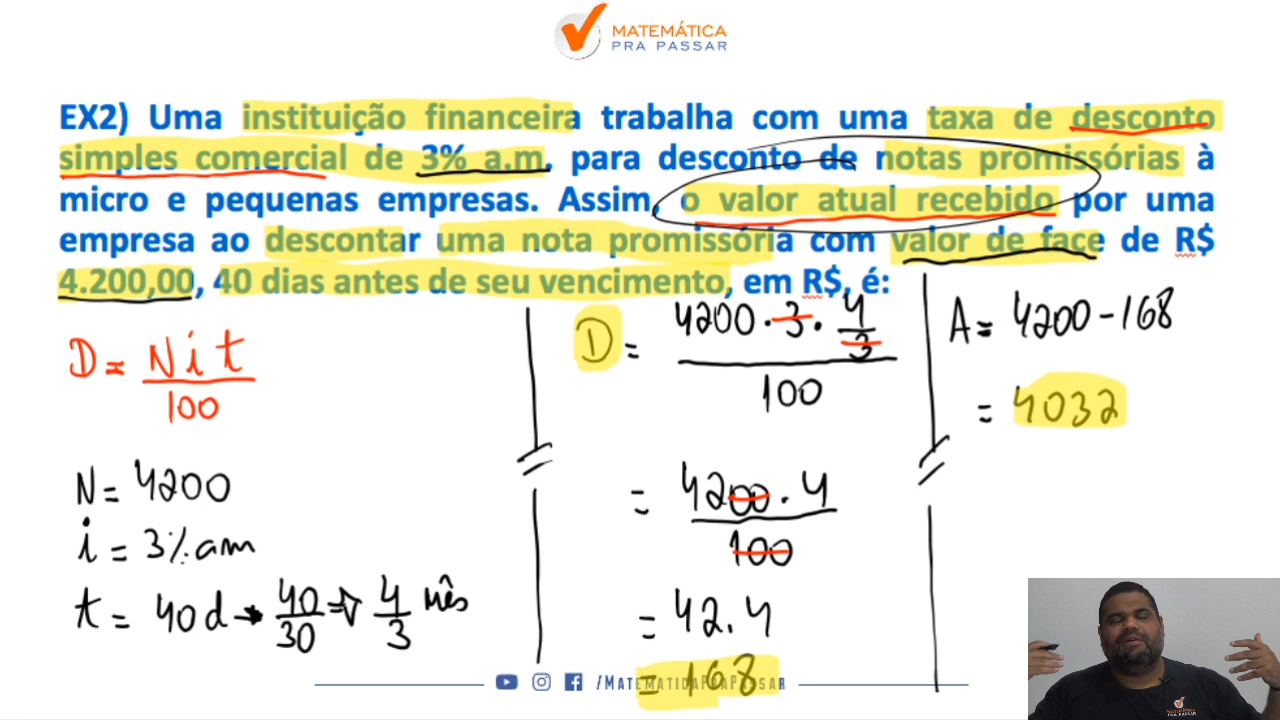 MATEMÁTICA
PRA PASSAR
EX2) Uma instituição financeira trabalha com uma taxa de desconto
simples comercial de 3% a.m, para desconto de notas promissórias à
micro e pequenas empresas. Assim, o valor atual recebido por uma
empresa ao descontar uma nota promissória com valor de face de R$
4.200,00, 40 dias antes de seu vencimento, em R$, é:
D = Nit
100
N = 4200
i = 3% am
t = 40d → 40/30 ⇒ 4/3 mês
D = 4200 · 3 · 4/3
100
= 4200 · 4
100
= 42.4
= 168
A = 4200 - 168
= 4032
/MATEMATICAPRAPASSAR
MATEMÁTICA
PRA PASSAR